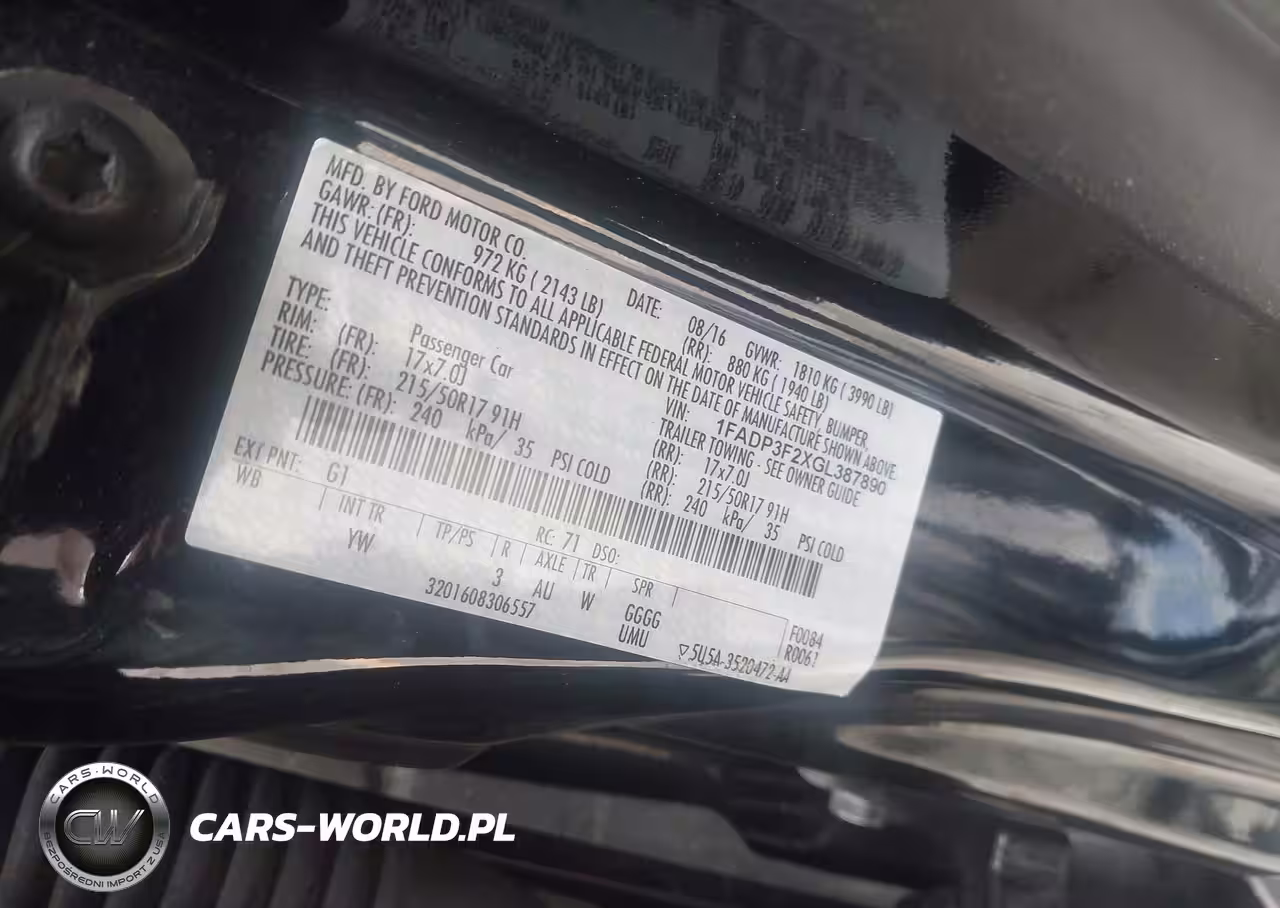 MFD. BY FORD MOTOR CO.
DATE: 08/16 GVWR: 1810 KG ( 3990 LB)
GAWR: (FR): 972 KG ( 2143 LB) (RR): 880 KG ( 1940 LB)
THIS VEHICLE CONFORMS TO ALL APPLICABLE FEDERAL MOTOR VEHICLE SAFETY, BUMPER,
AND THEFT PREVENTION STANDARDS IN EFFECT ON THE DATE OF MANUFACTURE SHOWN ABOVE.
VIN: 1FADP3F2XGL387890
TYPE: Passenger Car TRAILER TOWING - SEE OWNER GUIDE
RIM: (FR): 17x7.0J (RR): 17x7.0J
TIRE: (FR): 215/50R17 91H (RR): 215/50R17 91H
PRESSURE: (FR): 240 kPa/ 35 PSI COLD (RR): 240 kPa/ 35 PSI COLD
EXT PNT: G1 RC: 71 DSO:
WB INT TR TP/PS R AXLE TR SPR
YW 3 AU W GGGG F0084
3201608306557 UMU R0061
5U5A-3520472-AA
CARS-WORLD
CW
BEZPOŚREDNI IMPORT Z USA
CARS-WORLD.PL